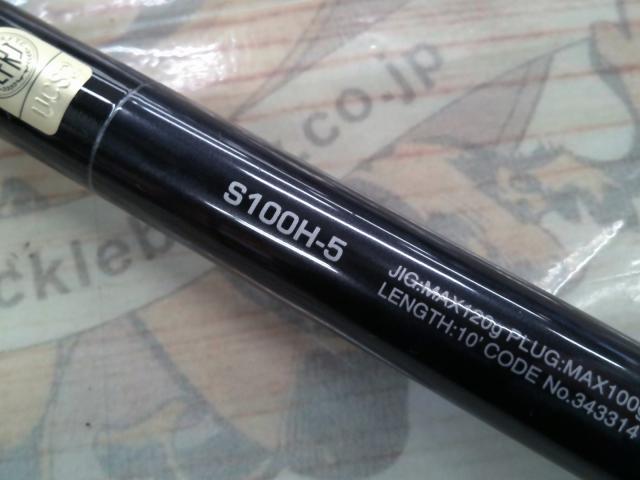 S100H-5
JIG:MAX120g PLUG:MAX100g
LENGTH:10' CODE No.343314
ckleb
.co.jp